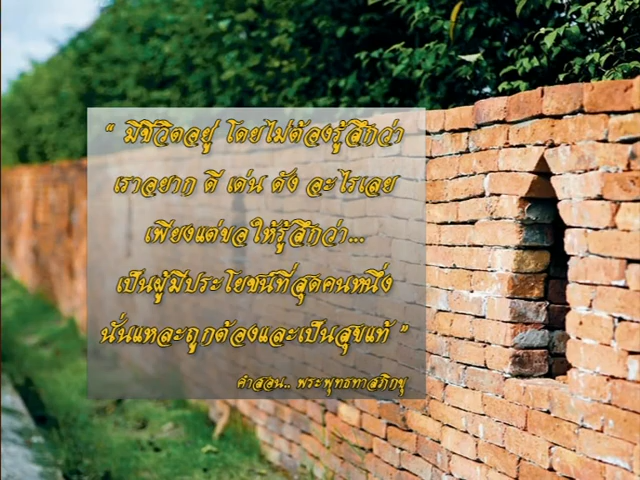 “ มีชีวิตอยู่ โดยไม่ต้องรู้สึกว่า
เราอยาก ดี เด่น ดัง อะไรเลย
เพียงแต่ขอให้รู้สึกว่า...
เป็นผู้มีประโยชน์ที่สุดคนหนึ่ง
นั่นแหละถูกต้องและเป็นสุขแท้ ”
คำสอน.. พระพุทธทาสภิกขุ